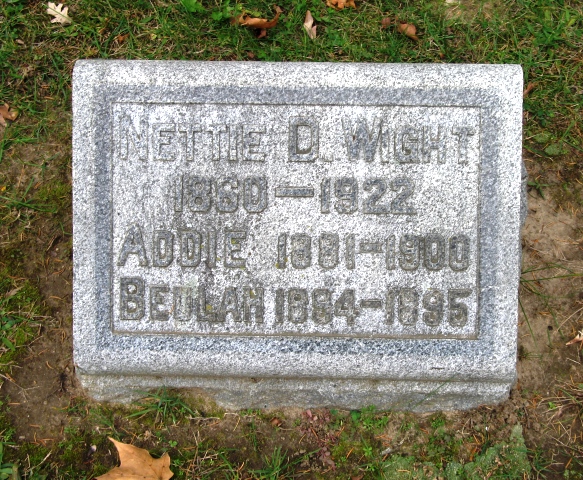 NETTIE D. WIGHT
1860-1922
ADDIE 1881-1900
BEULAH 1884-1895